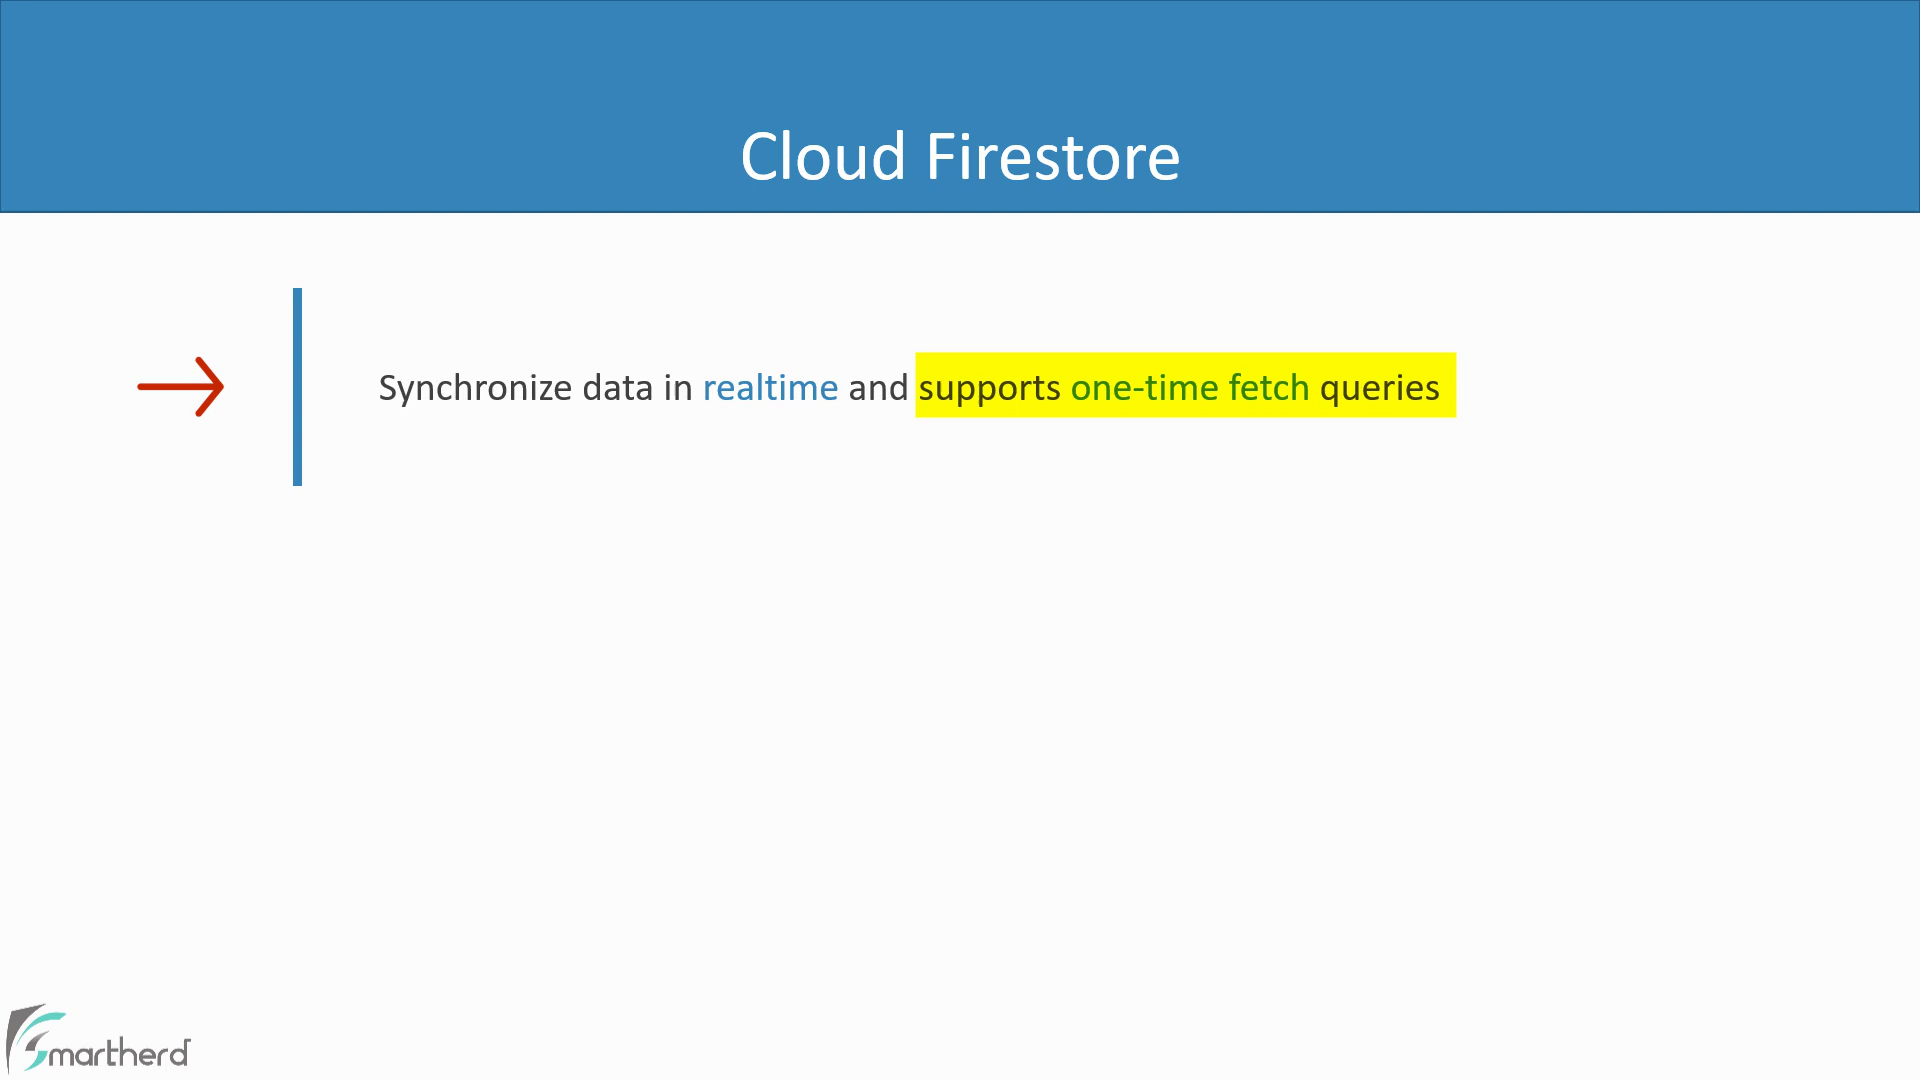 Cloud Firestore
Synchronize data in realtime and supports one-time fetch queries
Smartherd